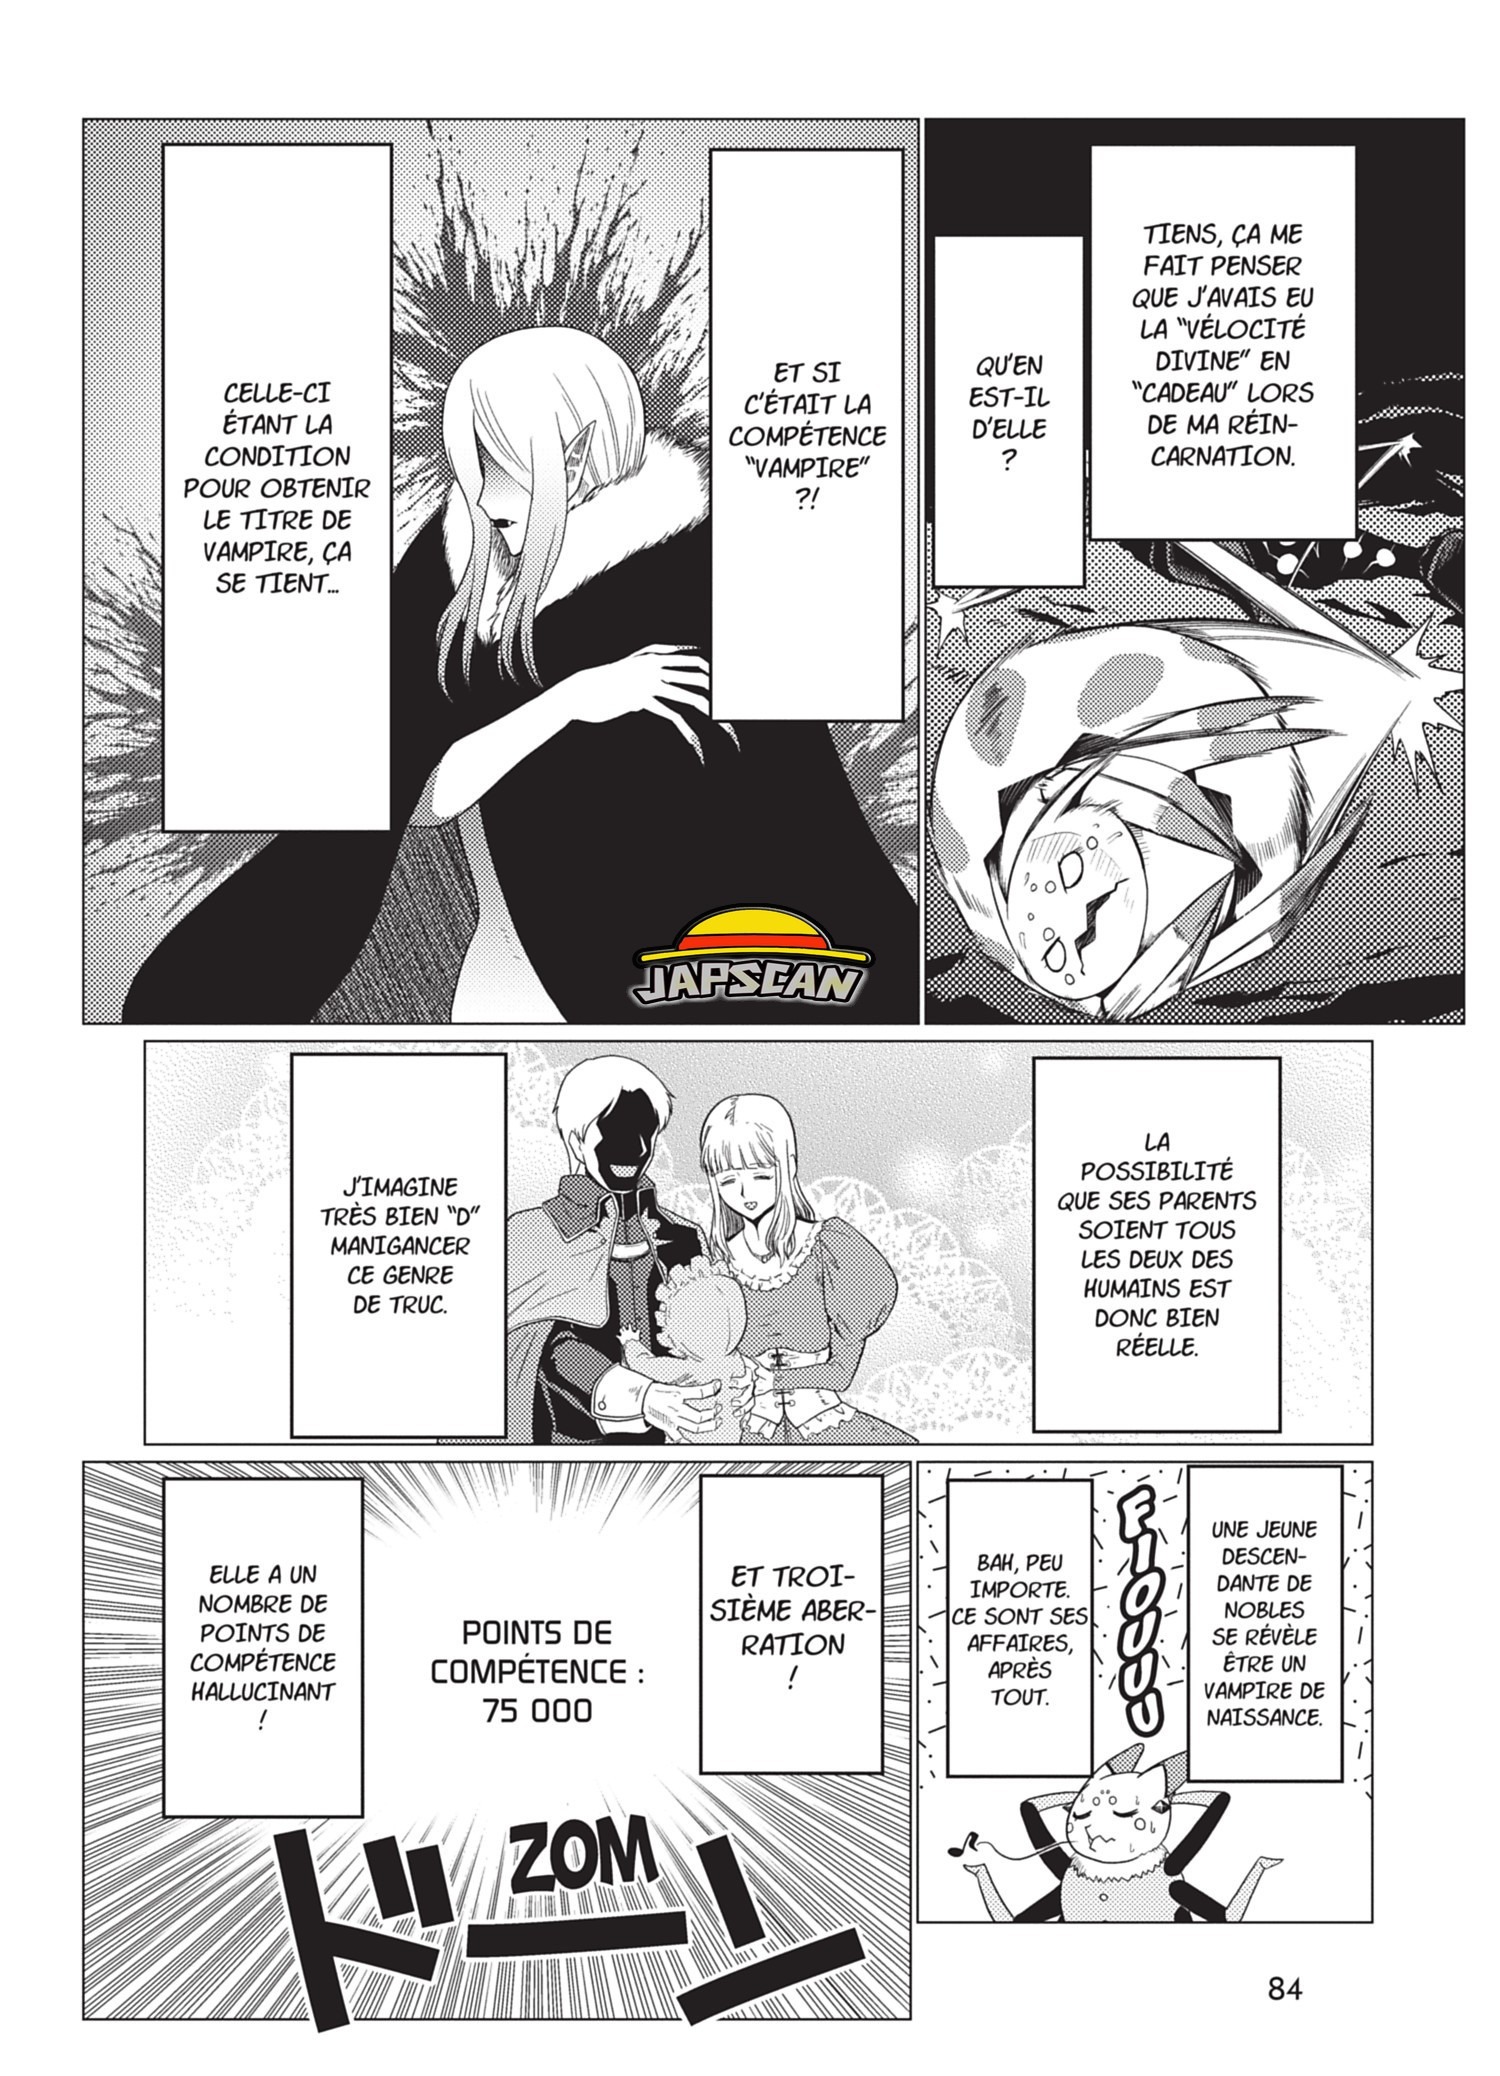 TIENS, ÇA ME
FAIT PENSER
QUE J'AVAIS EU
LA "VÉLOCITÉ
DIVINE" EN
"CADEAU" LORS
DE MA RÉIN-
CARNATION.
QU'EN
EST-IL
D'ELLE
?
ET SI
C'ÉTAIT LA
COMPÉTENCE
"VAMPIRE"
?!
CELLE-CI
ÉTANT LA
CONDITION
POUR OBTENIR
LE TITRE DE
VAMPIRE, ÇA
SE TIENT...
JAPSCAN
LA
POSSIBILITÉ
QUE SES PARENTS
SOIENT TOUS
LES DEUX DES
HUMAINS EST
DONC BIEN
RÉELLE.
J'IMAGINE
TRÈS BIEN "D"
MANIGANCER
CE GENRE
DE TRUC.
UNE JEUNE
DESCEN-
DANTE DE
NOBLES
SE RÉVÈLE
ÊTRE UN
VAMPIRE DE
NAISSANCE.
FIOUUU
BAH, PEU
IMPORTE.
CE SONT SES
AFFAIRES,
APRÈS
TOUT.
ET TROI-
SIÈME ABER-
RATION
!
POINTS DE
COMPÉTENCE :
75 000
ELLE A UN
NOMBRE DE
POINTS DE
COMPÉTENCE
HALLUCINANT
!
ZOM
ドーン
84